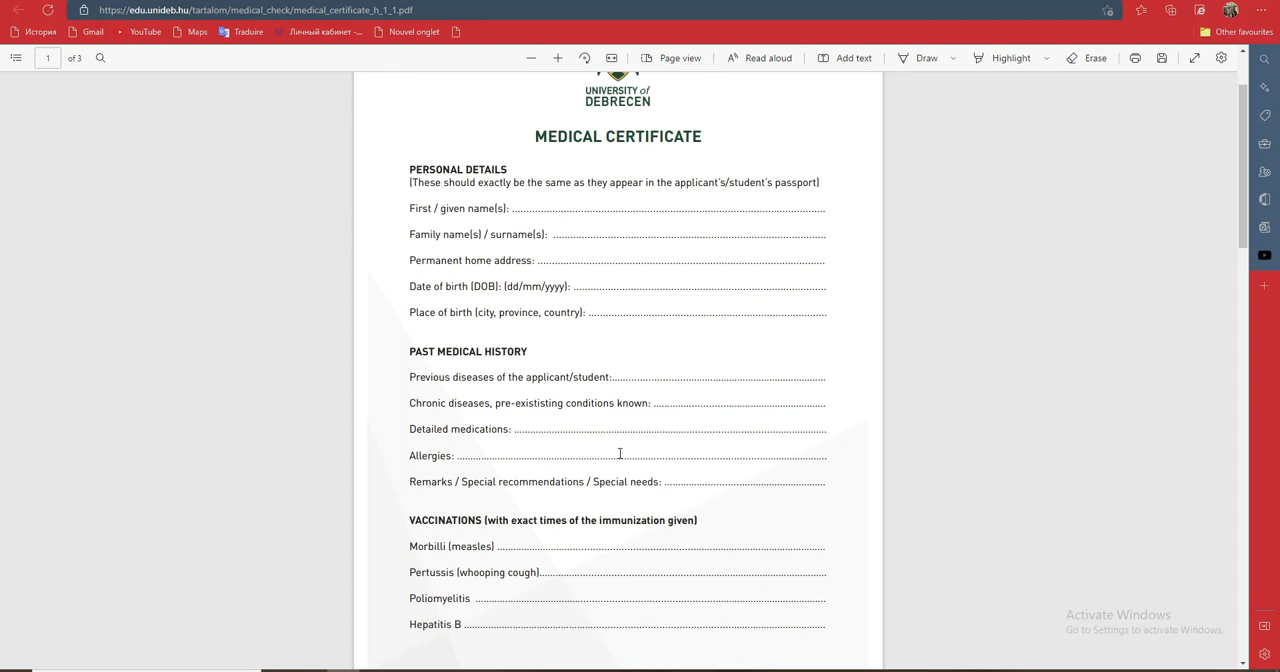 https://edu.unideb.hu/tartalom/medical_check/medical_certificate_h_1_1.pdf
История
Gmail
YouTube
Maps
Traduire
Личный кабинет -...
Nouvel onglet
Other favourites
1 of 3
Page view
Read aloud
Add text
Draw
Highlight
Erase
UNIVERSITY of
DEBRECEN
MEDICAL CERTIFICATE
PERSONAL DETAILS
(These should exactly be the same as they appear in the applicant's/student's passport)
First / given name(s):
Family name(s) / surname(s):
Permanent home address:
Date of birth (DOB): (dd/mm/yyyy):
Place of birth (city, province, country):
PAST MEDICAL HISTORY
Previous diseases of the applicant/student:
Chronic diseases, pre-exististing conditions known:
Detailed medications:
Allergies:
Remarks / Special recommendations / Special needs:
VACCINATIONS (with exact times of the immunization given)
Morbilli (measles)
Pertussis (whooping cough)
Poliomyelitis
Hepatitis B
Activate Windows
Go to Settings to activate Windows.